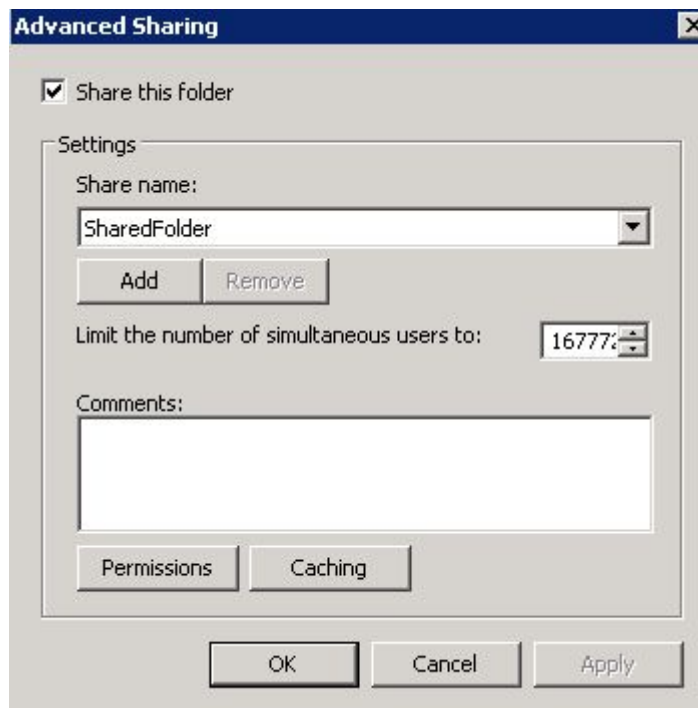 Advanced Sharing
Share this folder
Settings
Share name:
SharedFolder
Add Remove
Limit the number of simultaneous users to:
Comments:
Permissions Caching
OK Cancel Apply